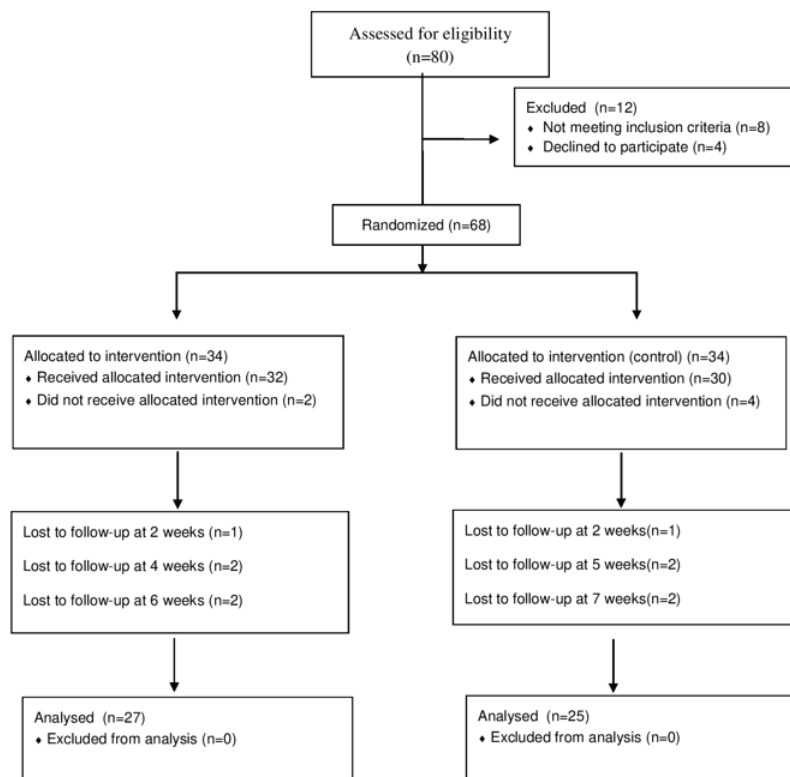 Assessed for eligibility
(n=80)
Excluded (n=12)
♦ Not meeting inclusion criteria (n=8)
♦ Declined to participate (n=4)
Randomized (n=68)
Allocated to intervention (n=34)
♦ Received allocated intervention (n=32)
♦ Did not receive allocated intervention (n=2)
Allocated to intervention (control) (n=34)
♦ Received allocated intervention (n=30)
♦ Did not receive allocated intervention (n=4)
Lost to follow-up at 2 weeks (n=1)
Lost to follow-up at 4 weeks (n=2)
Lost to follow-up at 6 weeks (n=2)
Lost to follow-up at 2 weeks(n=1)
Lost to follow-up at 5 weeks(n=2)
Lost to follow-up at 7 weeks(n=2)
Analysed (n=27)
♦ Excluded from analysis (n=0)
Analysed (n=25)
♦ Excluded from analysis (n=0)